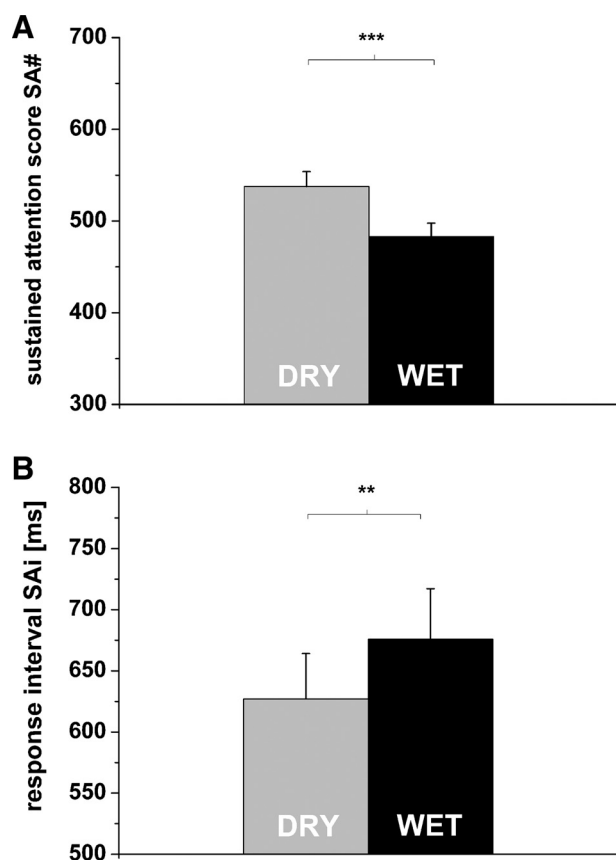 A
sustained attention score SA#
700
600
500
400
300
***
DRY
WET
B
response interval SAi [ms]
800
750
700
650
600
550
500
**
DRY
WET